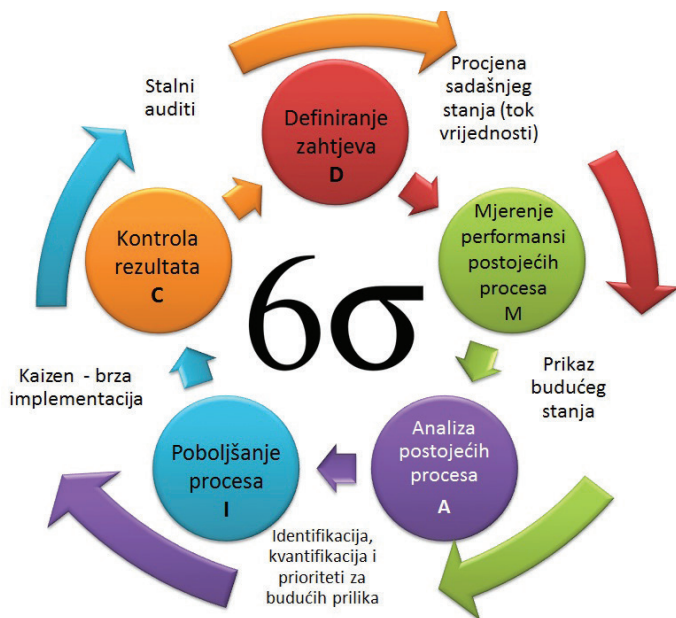 Stalni
auditi
Definiranje
zahtjeva
D
Procjena
sadašnjeg
stanja (tok
vrijednosti)
Mjerenje
performansi
postojećih
procesa
M
Prikaz
budućeg
stanja
Analiza
postojećih
procesa
A
Identifikacija,
kvantifikacija i
prioriteti za
budućih prilika
Poboljšanje
procesa
I
Kaizen - brza
implementacija
Kontrola
rezultata
C
6σ